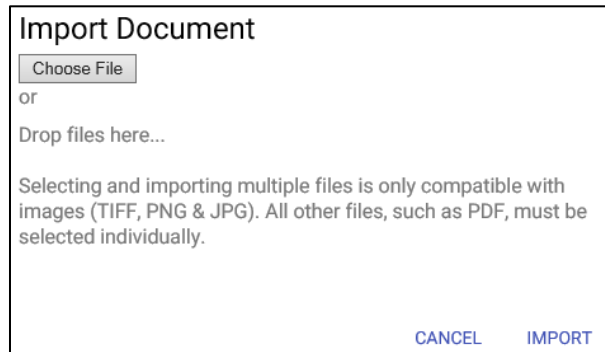 Import Document
Choose File
or
Drop files here...
Selecting and importing multiple files is only compatible with
images (TIFF, PNG & JPG). All other files, such as PDF, must be
selected individually.
CANCEL IMPORT